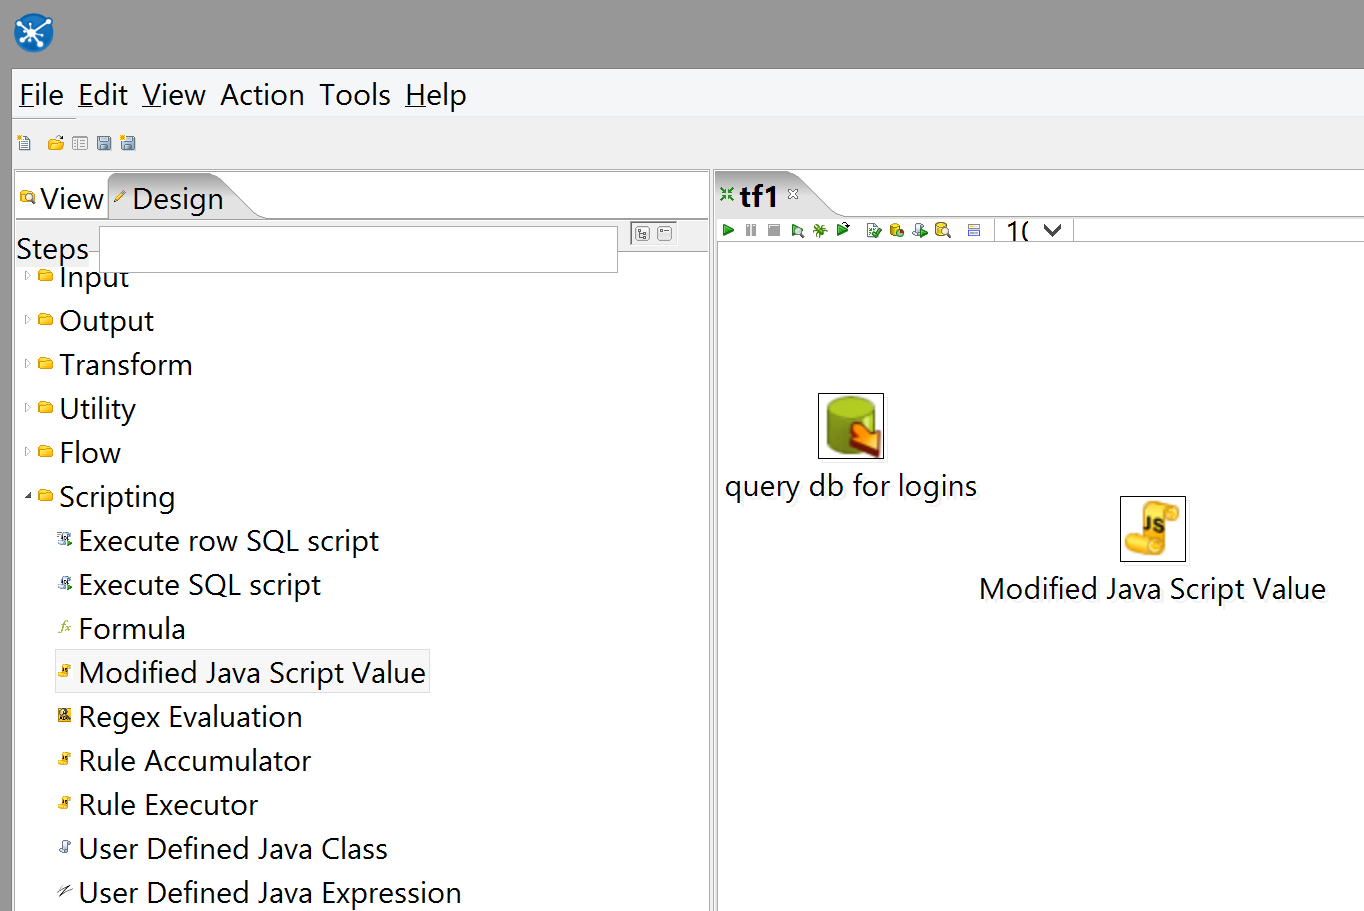 File Edit View Action Tools Help
View Design
tf1
Steps
Input
Output
Transform
Utility
Flow
Scripting
Execute row SQL script
Execute SQL script
Formula
Modified Java Script Value
Regex Evaluation
Rule Accumulator
Rule Executor
User Defined Java Class
User Defined Java Expression
query db for logins
JS
Modified Java Script Value